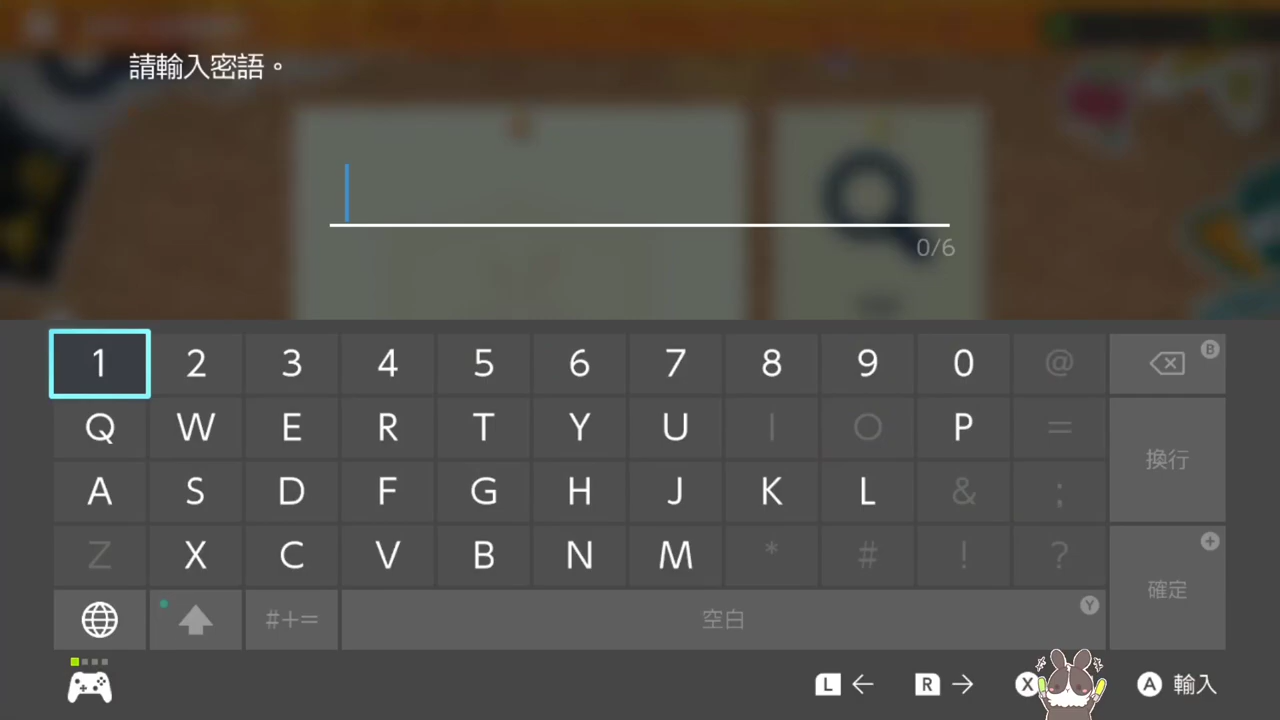 請輸入密語。
0/6
1 2 3 4 5 6 7 8 9 0 @ B
Q W E R T Y U I O P =
換行
A S D F G H J K L & ;
Z X C V B N M * # ! ? +
確定
#+= 空白 Y
L ← R → X A 輸入